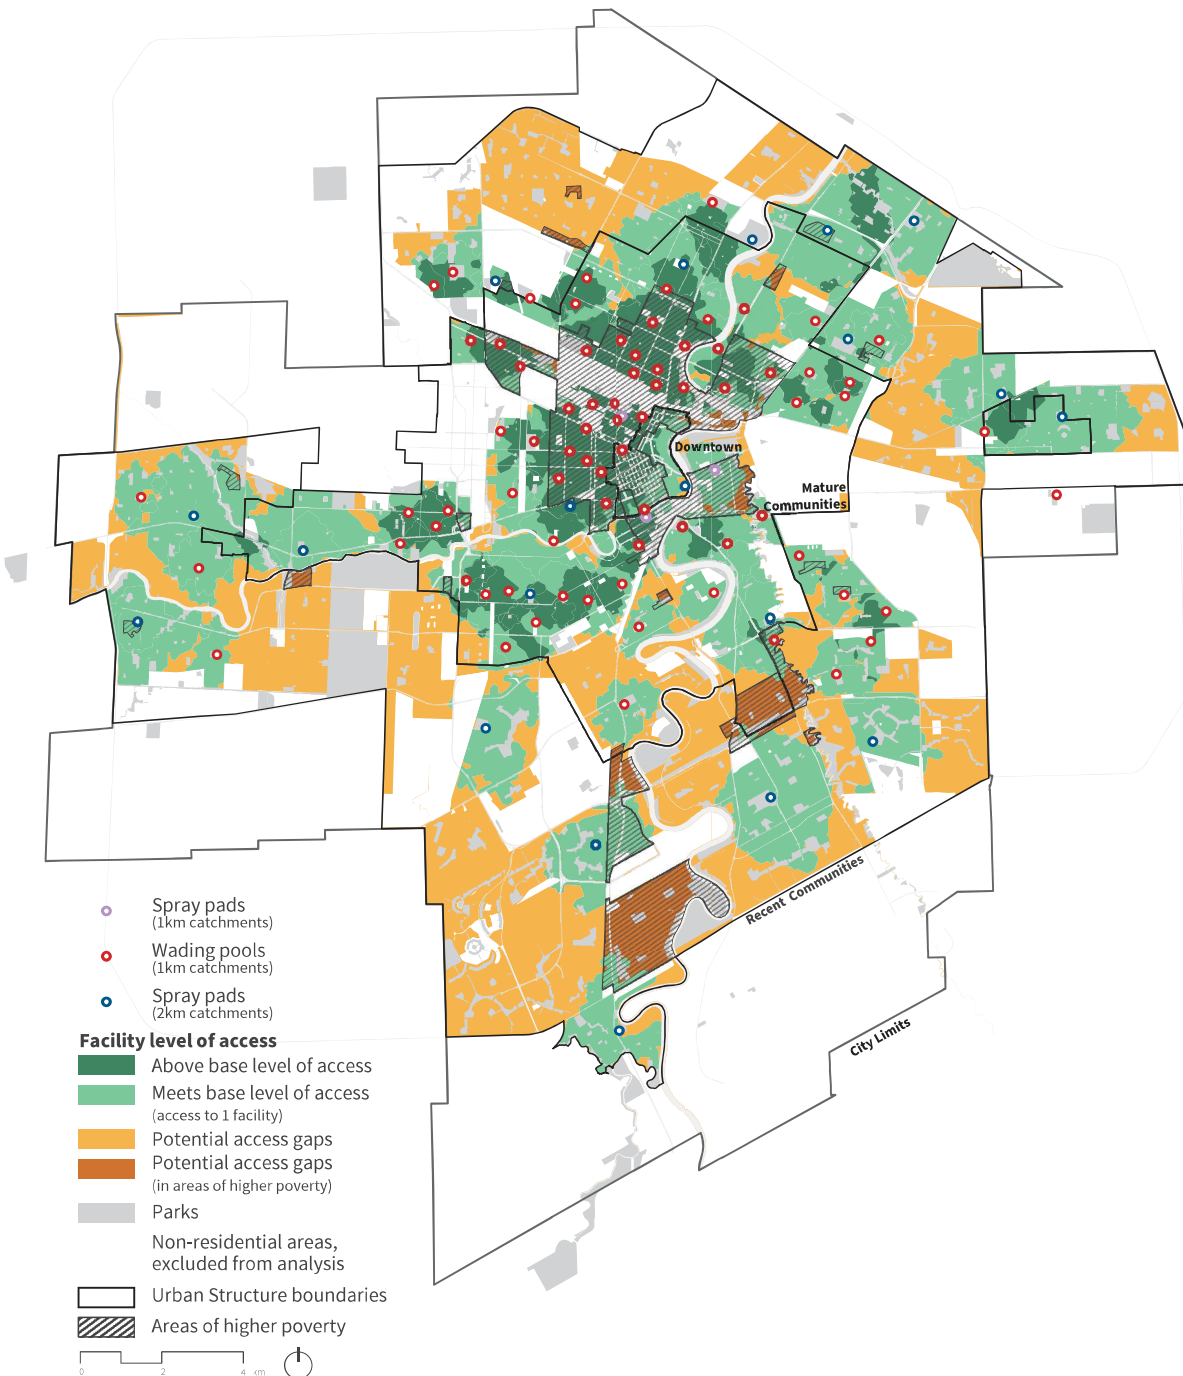 Downtown
Mature
Communities
Recent Communities
City Limits
Spray pads
(1km catchments)
Wading pools
(1km catchments)
Spray pads
(2km catchments)
Facility level of access
Above base level of access
Meets base level of access
(access to 1 facility)
Potential access gaps
Potential access gaps
(in areas of higher poverty)
Parks
Non-residential areas,
excluded from analysis
Urban Structure boundaries
Areas of higher poverty
0 2 4 km